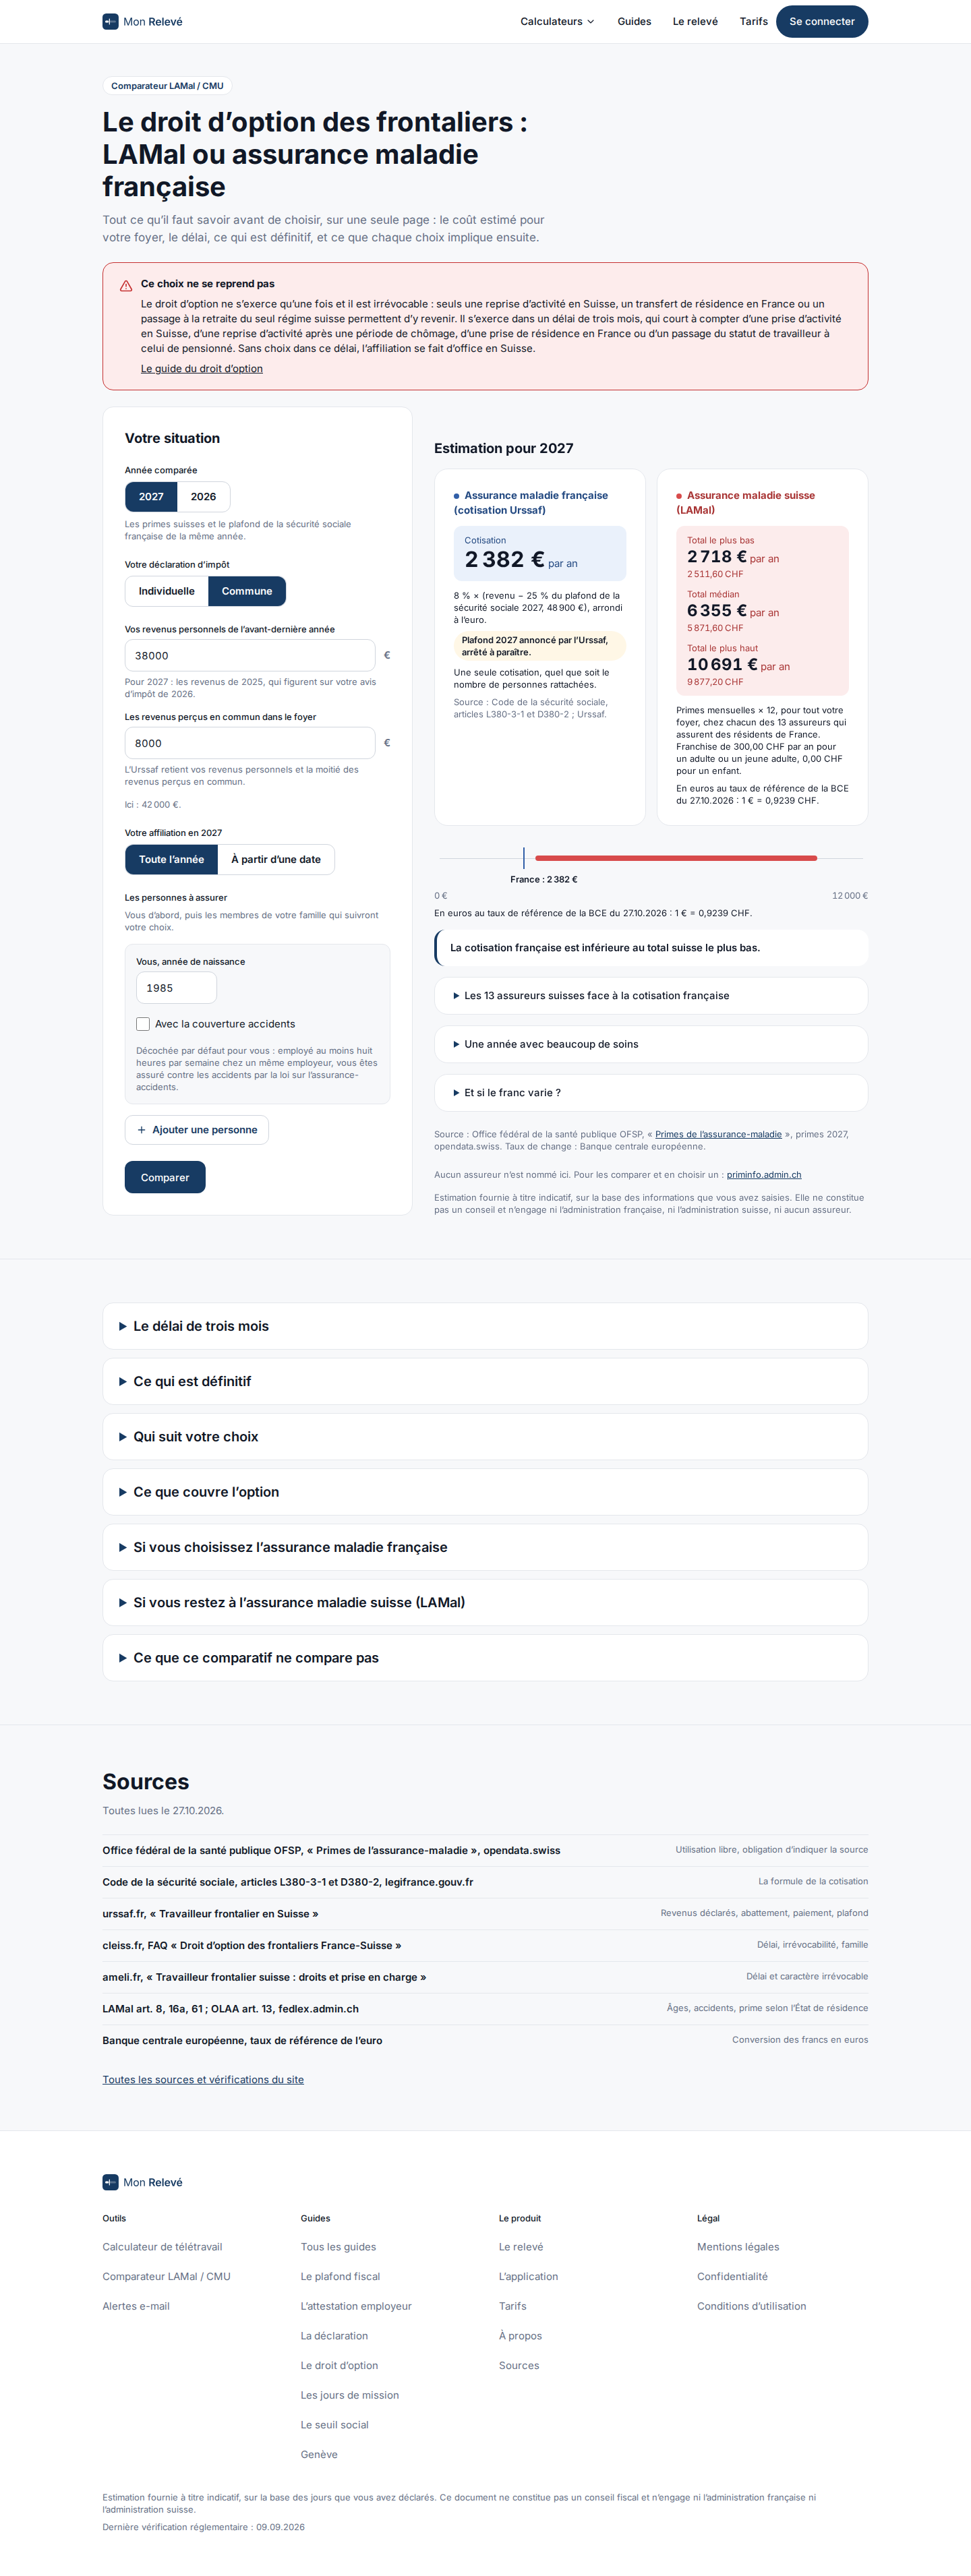 Mon Relevé
Calculateurs
Guides
Le relevé
Tarifs
Se connecter
Comparateur LAMal / CMU
Le droit d’option des frontaliers :
LAMal ou assurance maladie
française
Tout ce qu’il faut savoir avant de choisir, sur une seule page : le coût estimé pour
votre foyer, le délai, ce qui est définitif, et ce que chaque choix implique ensuite.
Ce choix ne se reprend pas
Le droit d’option ne s’exerce qu’une fois et il est irrévocable : seuls une reprise d’activité en Suisse, un transfert de résidence en France ou un
passage à la retraite du seul régime suisse permettent d’y revenir. Il s’exerce dans un délai de trois mois, qui court à compter d’une prise d’activité
en Suisse, d’une reprise d’activité après une période de chômage, d’une prise de résidence en France ou d’un passage du statut de travailleur à
celui de pensionné. Sans choix dans ce délai, l’affiliation se fait d’office en Suisse.
Le guide du droit d’option
Votre situation
Année comparée
2027
2026
Les primes suisses et le plafond de la sécurité sociale
française de la même année.
Votre déclaration d’impôt
Individuelle
Commune
Vos revenus personnels de l’avant-dernière année
38000
€
Pour 2027 : les revenus de 2025, qui figurent sur votre avis
d’impôt de 2026.
Les revenus perçus en commun dans le foyer
8000
€
L’Urssaf retient vos revenus personnels et la moitié des
revenus perçus en commun.
Ici : 42 000 €.
Votre affiliation en 2027
Toute l’année
À partir d’une date
Les personnes à assurer
Vous d’abord, puis les membres de votre famille qui suivront
votre choix.
Vous, année de naissance
1985
Avec la couverture accidents
Décochée par défaut pour vous : employé au moins huit
heures par semaine chez un même employeur, vous êtes
assuré contre les accidents par la loi sur l’assurance-
accidents.
Ajouter une personne
Comparer
Estimation pour 2027
Assurance maladie française
(cotisation Urssaf)
Cotisation
2 382 € par an
8 % × (revenu − 25 % du plafond de la
sécurité sociale 2027, 48 900 €), arrondi
à l’euro.
Plafond 2027 annoncé par l’Urssaf,
arrêté à paraître.
Une seule cotisation, quel que soit le
nombre de personnes rattachées.
Source : Code de la sécurité sociale,
articles L380-3-1 et D380-2 ; Urssaf.
Assurance maladie suisse
(LAMal)
Total le plus bas
2 718 € par an
2 511,60 CHF
Total médian
6 355 € par an
5 871,60 CHF
Total le plus haut
10 691 € par an
9 877,20 CHF
Primes mensuelles × 12, pour tout votre
foyer, chez chacun des 13 assureurs qui
assurent des résidents de France.
Franchise de 300,00 CHF par an pour
un adulte ou un jeune adulte, 0,00 CHF
pour un enfant.
En euros au taux de référence de la BCE
du 27.10.2026 : 1 € = 0,9239 CHF.
France : 2 382 €
0 €
12 000 €
En euros au taux de référence de la BCE du 27.10.2026 : 1 € = 0,9239 CHF.
La cotisation française est inférieure au total suisse le plus bas.
Les 13 assureurs suisses face à la cotisation française
Une année avec beaucoup de soins
Et si le franc varie ?
Source : Office fédéral de la santé publique OFSP, « Primes de l’assurance-maladie », primes 2027,
opendata.swiss. Taux de change : Banque centrale européenne.
Aucun assureur n’est nommé ici. Pour les comparer et en choisir un : priminfo.admin.ch
Estimation fournie à titre indicatif, sur la base des informations que vous avez saisies. Elle ne constitue
pas un conseil et n’engage ni l’administration française, ni l’administration suisse, ni aucun assureur.
Le délai de trois mois
Ce qui est définitif
Qui suit votre choix
Ce que couvre l’option
Si vous choisissez l’assurance maladie française
Si vous restez à l’assurance maladie suisse (LAMal)
Ce que ce comparatif ne compare pas
Sources
Toutes lues le 27.10.2026.
Office fédéral de la santé publique OFSP, « Primes de l’assurance-maladie », opendata.swiss
Utilisation libre, obligation d’indiquer la source
Code de la sécurité sociale, articles L380-3-1 et D380-2, legifrance.gouv.fr
La formule de la cotisation
urssaf.fr, « Travailleur frontalier en Suisse »
Revenus déclarés, abattement, paiement, plafond
cleiss.fr, FAQ « Droit d’option des frontaliers France-Suisse »
Délai, irrévocabilité, famille
ameli.fr, « Travailleur frontalier suisse : droits et prise en charge »
Délai et caractère irrévocable
LAMal art. 8, 16a, 61 ; OLAA art. 13, fedlex.admin.ch
Âges, accidents, prime selon l’État de résidence
Banque centrale européenne, taux de référence de l’euro
Conversion des francs en euros
Toutes les sources et vérifications du site
Mon Relevé
Outils
Calculateur de télétravail
Comparateur LAMal / CMU
Alertes e-mail
Guides
Tous les guides
Le plafond fiscal
L’attestation employeur
La déclaration
Le droit d’option
Les jours de mission
Le seuil social
Genève
Le produit
Le relevé
L’application
Tarifs
À propos
Sources
Légal
Mentions légales
Confidentialité
Conditions d’utilisation
Estimation fournie à titre indicatif, sur la base des jours que vous avez déclarés. Ce document ne constitue pas un conseil fiscal et n’engage ni l’administration française ni
l’administration suisse.
Dernière vérification réglementaire : 09.09.2026